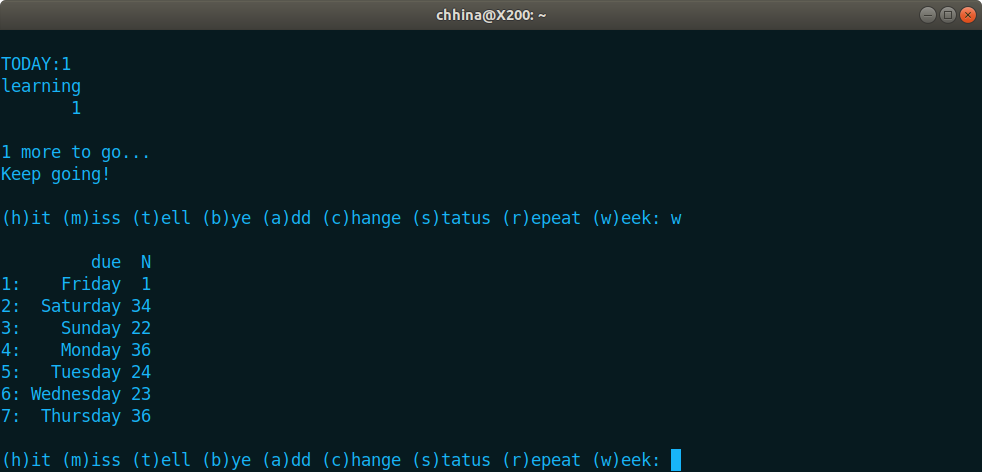 chhina@X200: ~
TODAY:1
learning
1
1 more to go...
Keep going!
(h)it (m)iss (t)ell (b)ye (a)dd (c)hange (s)tatus (r)epeat (w)eek: w
due N
1: Friday 1
2: Saturday 34
3: Sunday 22
4: Monday 36
5: Tuesday 24
6: Wednesday 23
7: Thursday 36
(h)it (m)iss (t)ell (b)ye (a)dd (c)hange (s)tatus (r)epeat (w)eek: